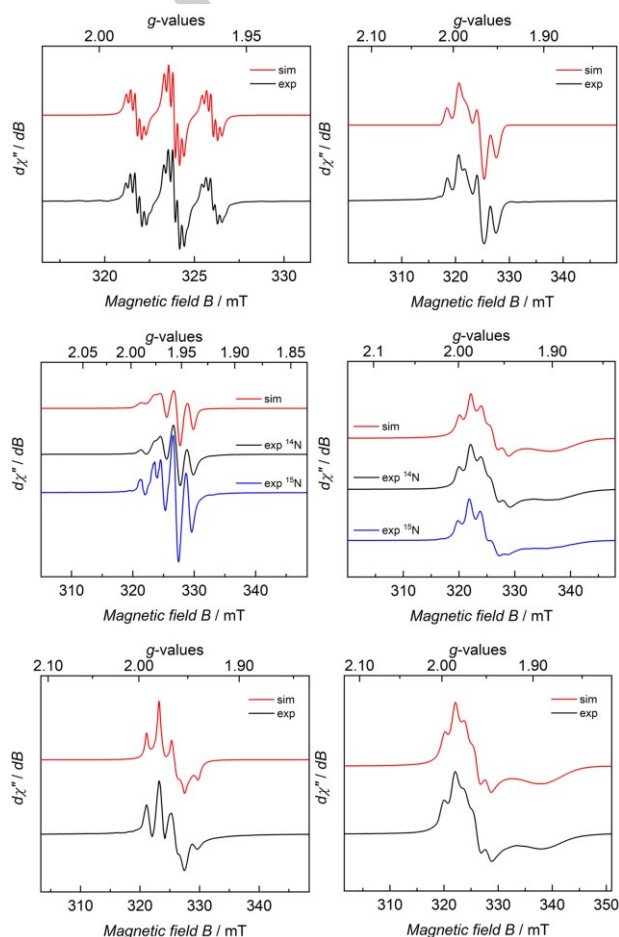 g-values
2.00 1.95
sim
exp
dχ" / dB
320 325 330
Magnetic field B / mT
g-values
2.10 2.00 1.90
sim
exp
dχ" / dB
310 320 330 340
Magnetic field B / mT
g-values
2.05 2.00 1.95 1.90 1.85
sim
exp ¹⁴N
exp ¹⁵N
dχ" / dB
310 320 330 340
Magnetic field B / mT
g-values
2.1 2.00 1.90
sim
exp ¹⁴N
exp ¹⁵N
dχ" / dB
310 320 330 340
Magnetic field B / mT
g-values
2.10 2.00 1.90
sim
exp
dχ" / dB
310 320 330 340
Magnetic field B / mT
g-values
2.10 2.00 1.90
sim
exp
dχ" / dB
310 320 330 340 350
Magnetic field B / mT